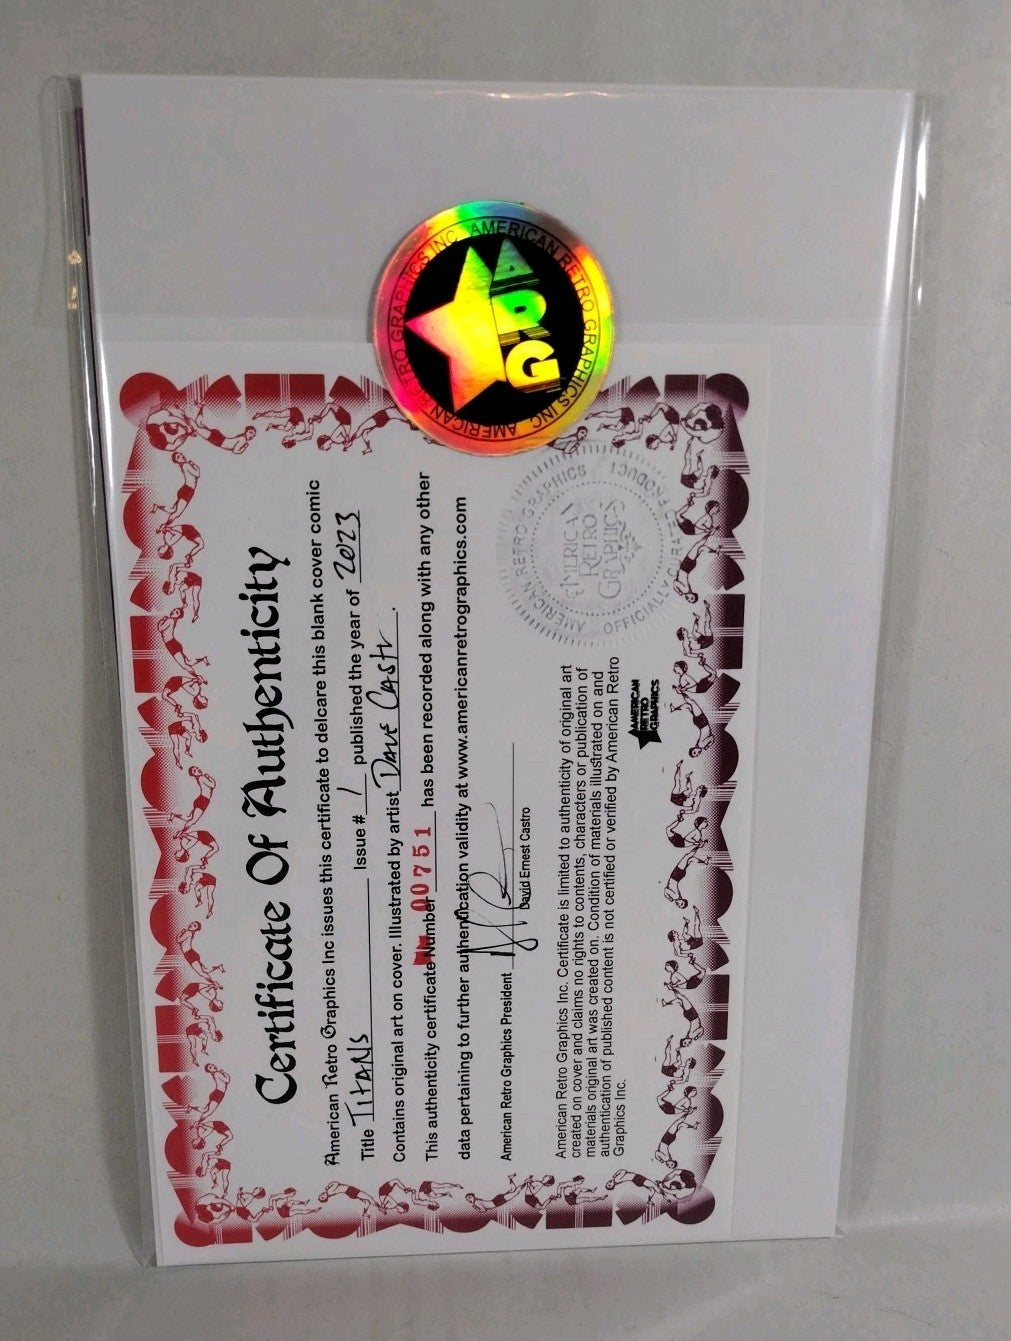 AMERICAN RETRO GRAPHICS INC. AMERICAN RETRO GRAPHICS INC.
ARG
Certificate Of Authenticity
American Retro Graphics Inc issues this certificate to delcare this blank cover comic
Title TITANS Issue # 1 published the year of 2023
Contains original art on cover. Illustrated by artist DAVE CASTR.
This authenticity certificate Number 00751 has been recorded along with any other
data pertaining to further authentication validity at www.americanretrographics.com
American Retro Graphics President
David Ernest Castro
AMERICAN RETRO GRAPHICS
OFFICIALLY CRAFTED PRODUCT
AMERICAN
RETRO
GRAPHICS
American Retro Graphics Inc. Certificate is limited to authenticity of original art
created on cover and claims no rights to contents, characters or publication of
materials original art was created on. Condition of materials illustrated on and
authentication of published content is not certified or verified by American Retro
Graphics Inc.
AMERICAN
RETRO
GRAPHICS